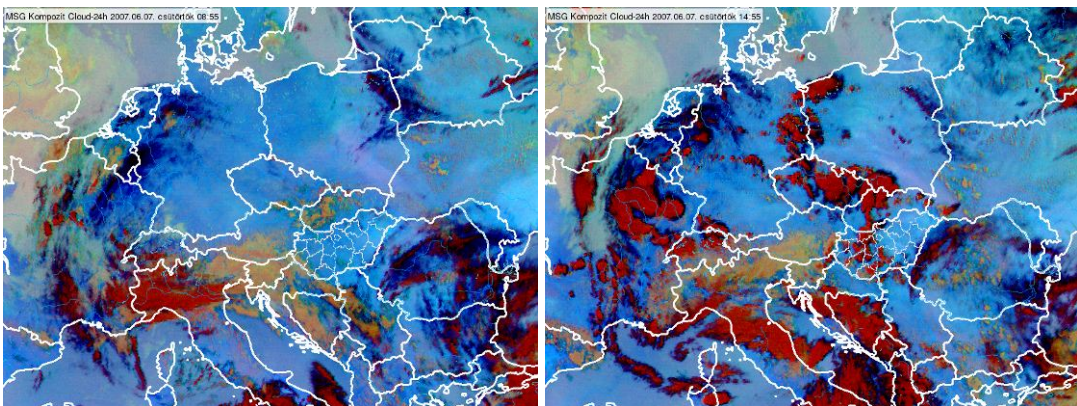 MSG Kompozit Cloud-24h 2007.06.07. csütörtök 08:55
MSG Kompozit Cloud-24h 2007.06.07. csütörtök 14:55